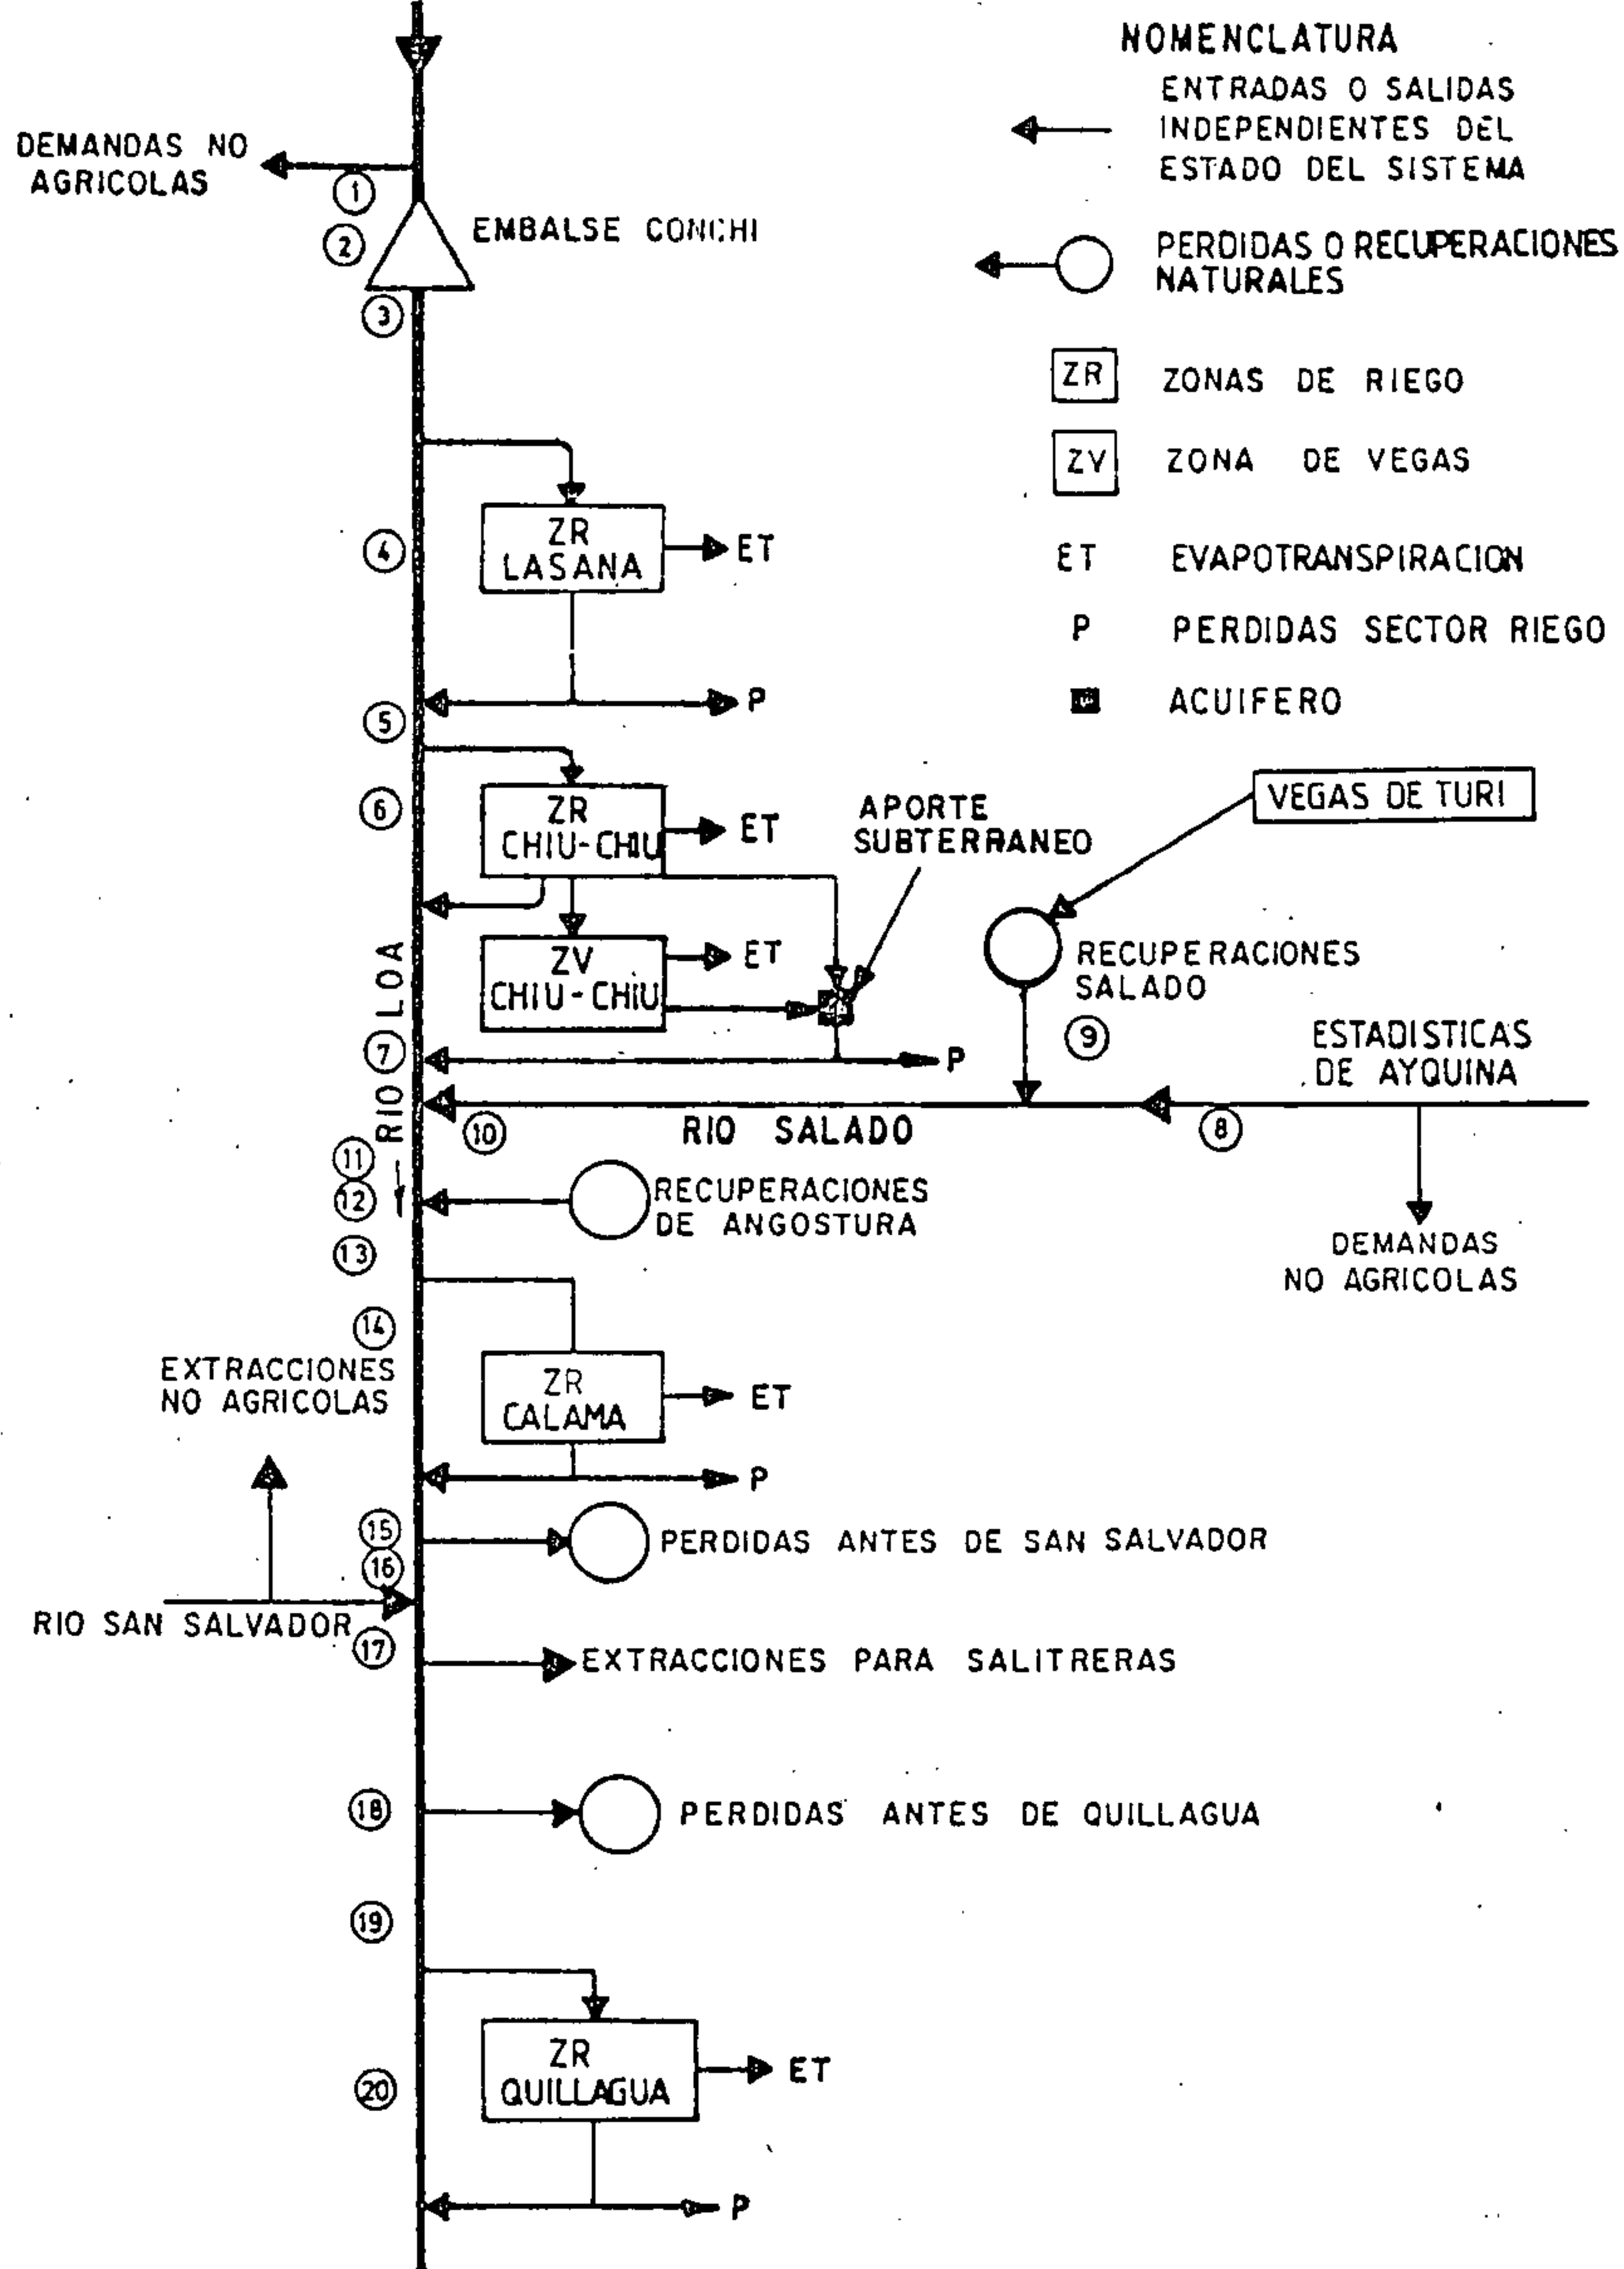 NOMENCLATURA
ENTRADAS O SALIDAS
INDEPENDIENTES DEL
ESTADO DEL SISTEMA
PERDIDAS O RECUPERACIONES
NATURALES
ZR ZONAS DE RIEGO
ZV ZONA DE VEGAS
ET EVAPOTRANSPIRACION
P PERDIDAS SECTOR RIEGO
ACUIFERO
DEMANDAS NO
AGRICOLAS
1
2
EMBALSE CONCHI
3
4
ZR
LASANA
ET
P
5
6
ZR
CHIU-CHIU
ET
APORTE
SUBTERRANEO
VEGAS DE TURI
ZV
CHIU-CHIU
ET
RECUPERACIONES
SALADO
9
ESTADISTICAS
DE AYQUINA
7
P
RIO LOA
10
RIO SALADO
8
11
12
RECUPERACIONES
DE ANGOSTURA
DEMANDAS
NO AGRICOLAS
13
14
EXTRACCIONES
NO AGRICOLAS
ZR
CALAMA
ET
P
15
PERDIDAS ANTES DE SAN SALVADOR
16
RIO SAN SALVADOR
17
EXTRACCIONES PARA SALITRERAS
18
PERDIDAS ANTES DE QUILLAGUA
19
ZR
QUILLAGUA
ET
20
P